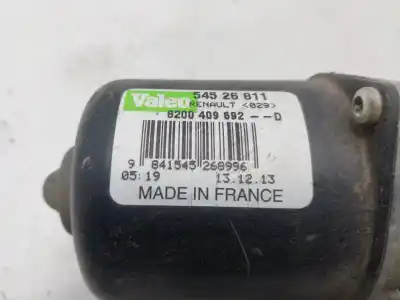 Valeo 545 26 811
RENAULT <029>
8200 409 692 -- D
9 841545 268996
05:19 13.12.13
MADE IN FRANCE